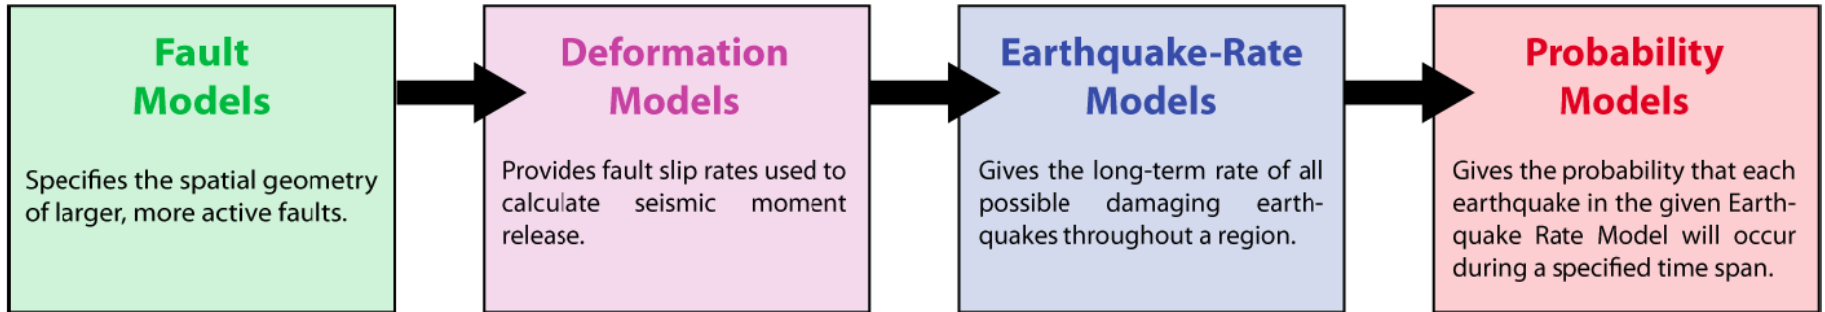 Fault
Models
Specifies the spatial geometry
of larger, more active faults.
Deformation
Models
Provides fault slip rates used to
calculate seismic moment
release.
Earthquake-Rate
Models
Gives the long-term rate of all
possible damaging earth-
quakes throughout a region.
Probability
Models
Gives the probability that each
earthquake in the given Earth-
quake Rate Model will occur
during a specified time span.